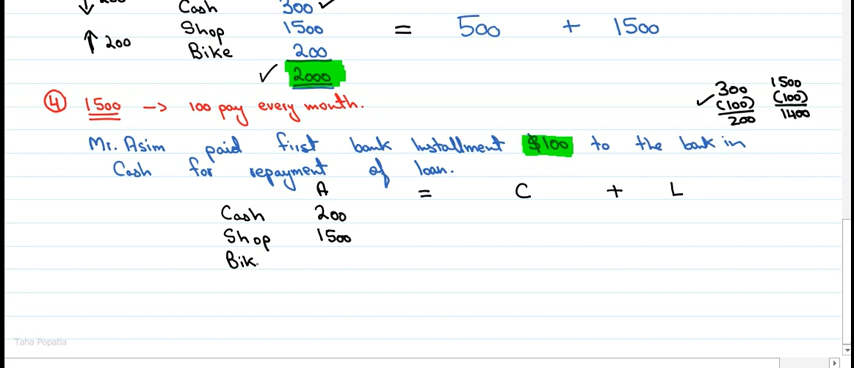 ↓ 200 Cash 300 ✓
↑ 200 Shop 1500 = 500 + 1500
Bike 200
✓ 2000
④ 1500 -> 100 pay every month.
300 1500
✓ (100) (100)
200 1400
Mr. Asim paid first bank Installment $100 to the bank in
Cash for repayment of loan.
A = C + L
Cash 200
Shop 1500
Bik
Taha Popatia